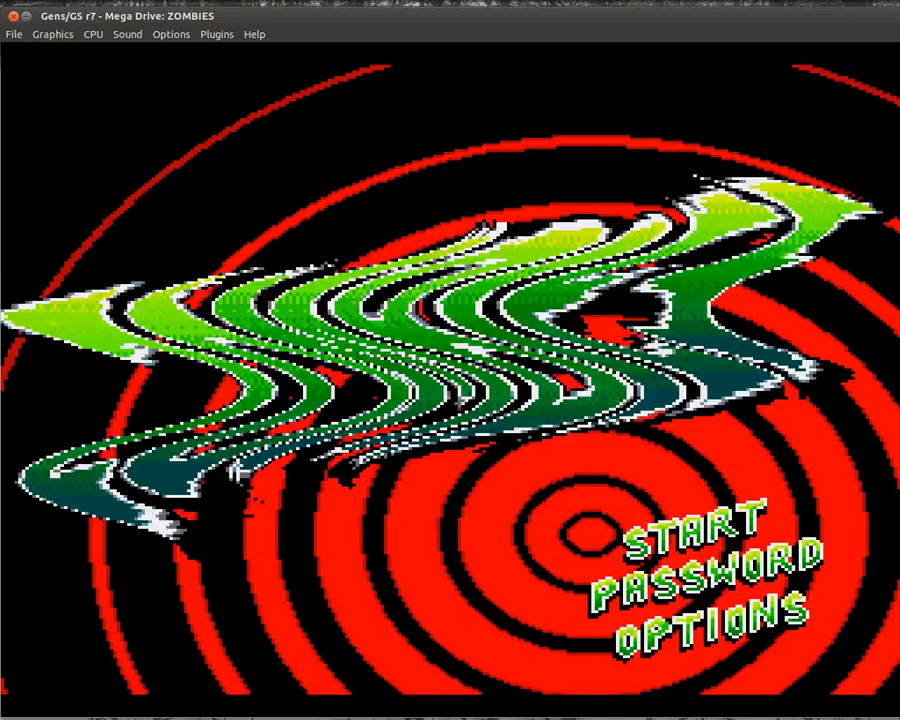 Gens/GS r7 - Mega Drive: ZOMBIES
File Graphics CPU Sound Options Plugins Help
START
PASSWORD
OPTIONS